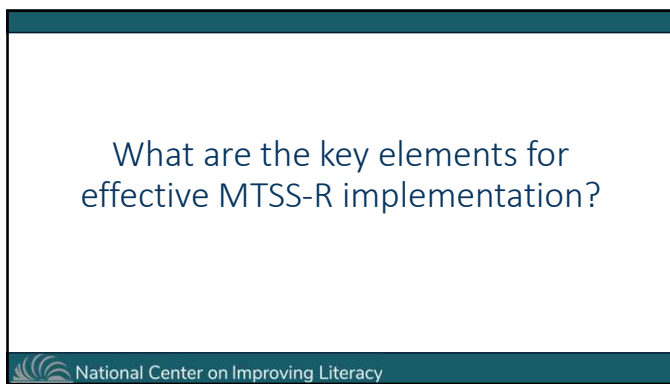 What are the key elements for
effective MTSS-R implementation?
National Center on Improving Literacy